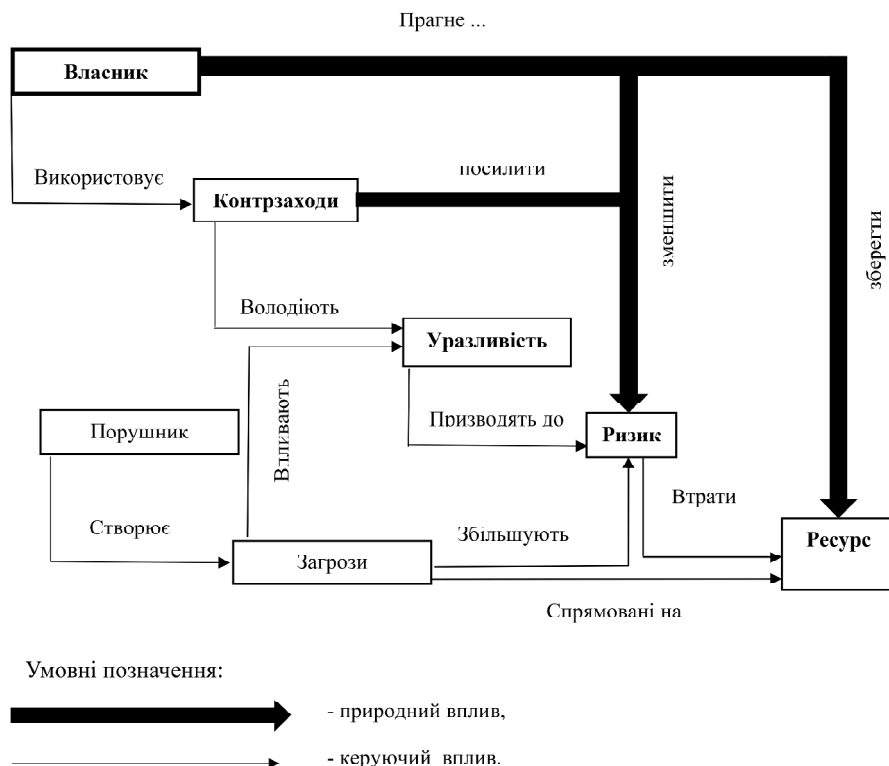 Прагне ...
Власник
Використовує
посилити
Контрзаходи
зменшити
зберегти
Володіють
Уразливість
Впливають
Призводять до
Порушник
Ризик
Втрати
Створює
Збільшують
Ресурс
Загрози
Спрямовані на
Умовні позначення:
- природний вплив,
- керуючий вплив.